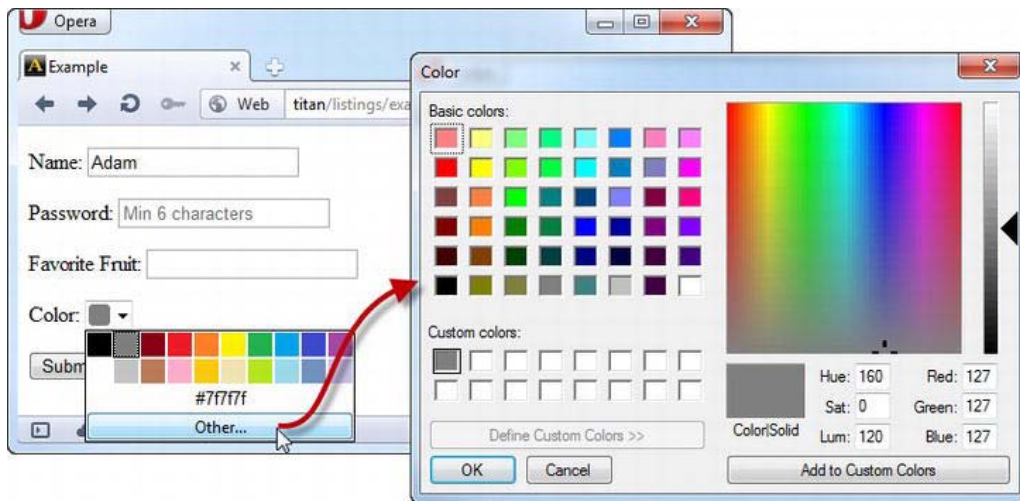 Opera
Example
Web titan/listings/exa
Name: Adam
Password: Min 6 characters
Favorite Fruit:
Color:
Subm
#7f7f7f
Other...
Color
Basic colors:
Custom colors:
Define Custom Colors >>
OK Cancel
Color|Solid
Hue: 160 Red: 127
Sat: 0 Green: 127
Lum: 120 Blue: 127
Add to Custom Colors